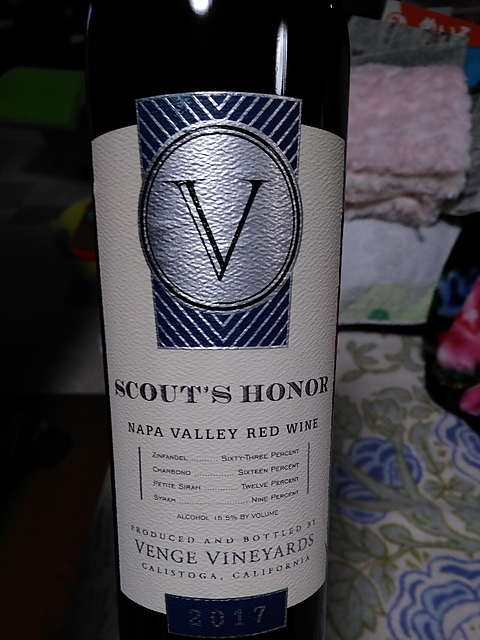 V
SCOUT'S HONOR
NAPA VALLEY RED WINE
ZINFANDEL ........ SIXTY-THREE PERCENT
CHARBONO ........ SIXTEEN PERCENT
PETITE SIRAH ........ TWELVE PERCENT
SYRAH ........ NINE PERCENT
ALCOHOL 15.5% BY VOLUME
PRODUCED AND BOTTLED BY
VENGE VINEYARDS
CALISTOGA, CALIFORNIA
2017